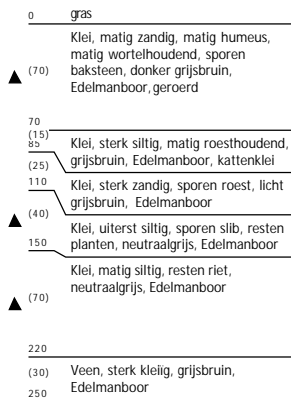 0 gras
Klei, matig zandig, matig humeus,
matig wortelhoudend, sporen
(70) baksteen, donker grijsbruin,
Edelmanboor, geroerd
70
(15)
85 Klei, sterk siltig, matig roesthoudend,
(25) grijsbruin, Edelmanboor, kattenklei
110 Klei, sterk zandig, sporen roest, licht
(40) grijsbruin, Edelmanboor
Klei, uiterst siltig, sporen slib, resten
150 planten, neutraalgrijs, Edelmanboor
Klei, matig siltig, resten riet,
neutraalgrijs, Edelmanboor
(70)
220
(30) Veen, sterk kleiïg, grijsbruin,
250 Edelmanboor